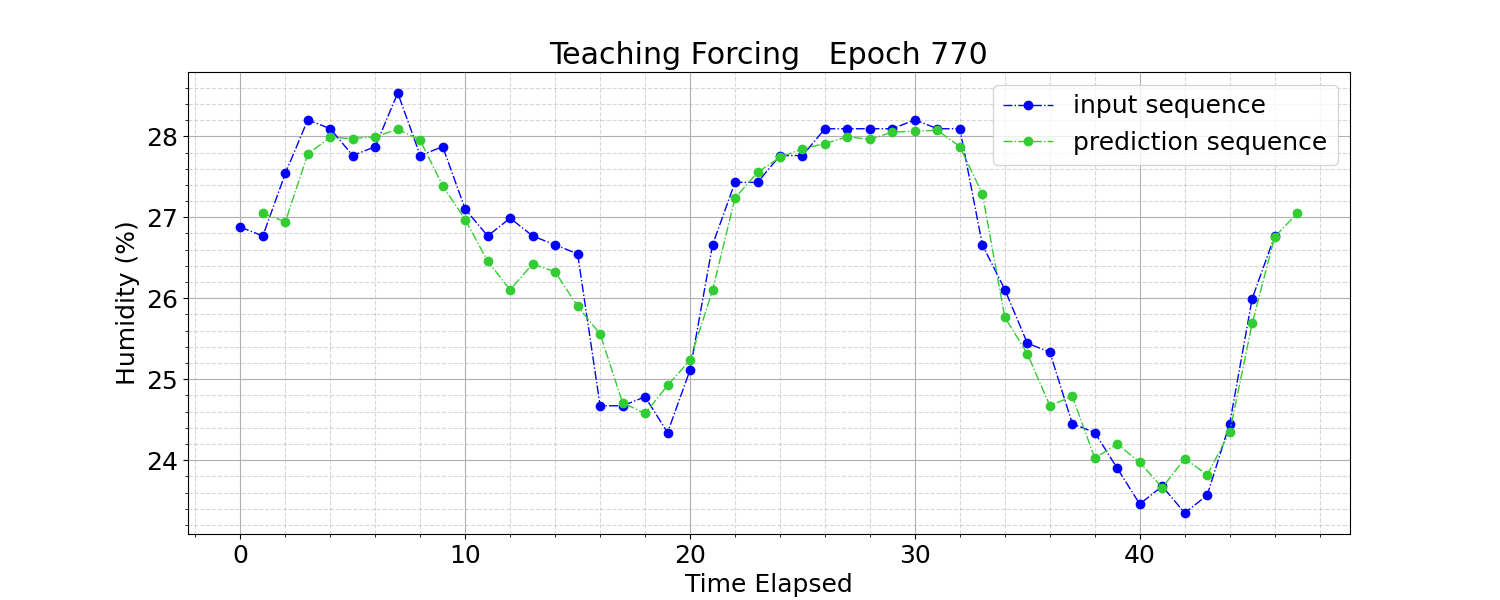 Teaching Forcing   Epoch 770
input sequence
prediction sequence
Humidity (%)
28
27
26
25
24
0 10 20 30 40
Time Elapsed